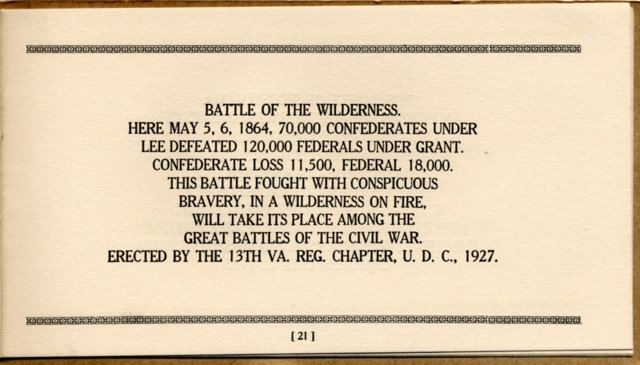 BATTLE OF THE WILDERNESS.
HERE MAY 5, 6, 1864, 70,000 CONFEDERATES UNDER
LEE DEFEATED 120,000 FEDERALS UNDER GRANT.
CONFEDERATE LOSS 11,500, FEDERAL 18,000.
THIS BATTLE FOUGHT WITH CONSPICUOUS
BRAVERY, IN A WILDERNESS ON FIRE,
WILL TAKE ITS PLACE AMONG THE
GREAT BATTLES OF THE CIVIL WAR.
ERECTED BY THE 13TH VA. REG. CHAPTER, U. D. C., 1927.
[ 21 ]